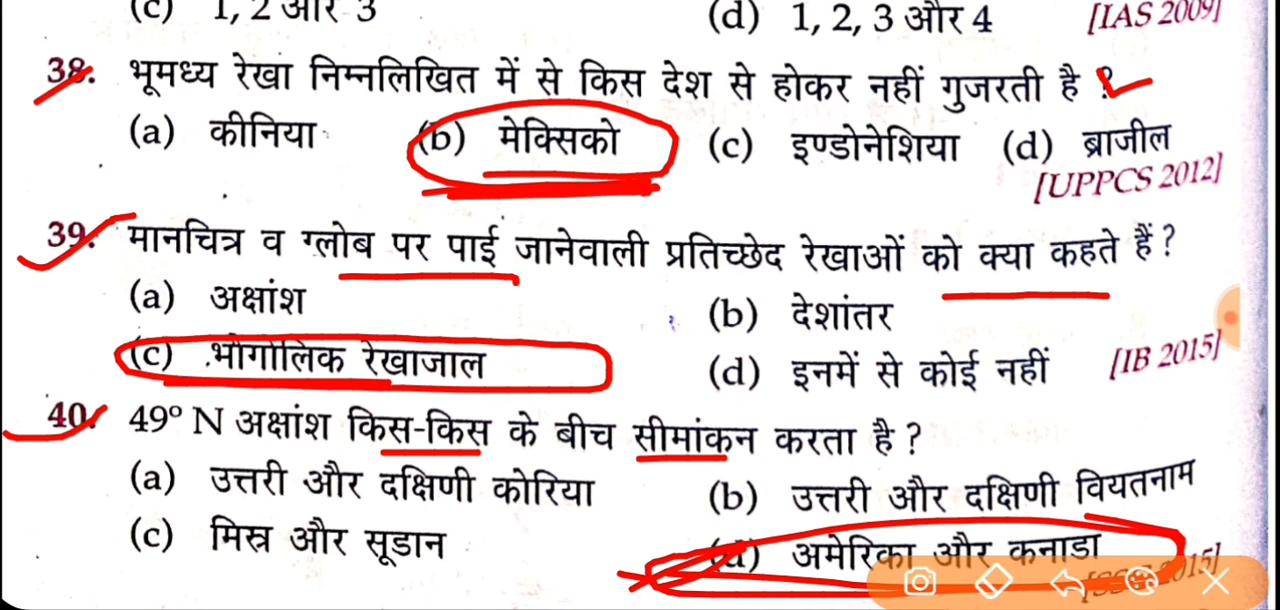 (c) 1, 2 और 3 (d) 1, 2, 3 और 4 [IAS 2009]
38. भूमध्य रेखा निम्नलिखित में से किस देश से होकर नहीं गुजरती है ?
(a) कीनिया (b) मेक्सिको (c) इण्डोनेशिया (d) ब्राजील
[UPPCS 2012]
39. मानचित्र व ग्लोब पर पाई जानेवाली प्रतिच्छेद रेखाओं को क्या कहते हैं ?
(a) अक्षांश (b) देशांतर
(c) भौगोलिक रेखाजाल (d) इनमें से कोई नहीं [IB 2015]
40. 49° N अक्षांश किस-किस के बीच सीमांकन करता है ?
(a) उत्तरी और दक्षिणी कोरिया (b) उत्तरी और दक्षिणी वियतनाम
(c) मिस्र और सूडान (d) अमेरिका और कनाडा
2015]